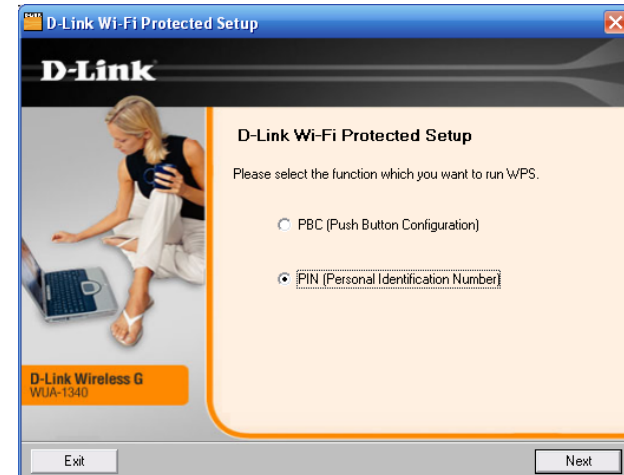 D-Link Wi-Fi Protected Setup
D-Link
D-Link Wi-Fi Protected Setup
Please select the function which you want to run WPS.
PBC (Push Button Configuration)
PIN (Personal Identification Number)
D-Link Wireless G
WUA-1340
Exit
Next